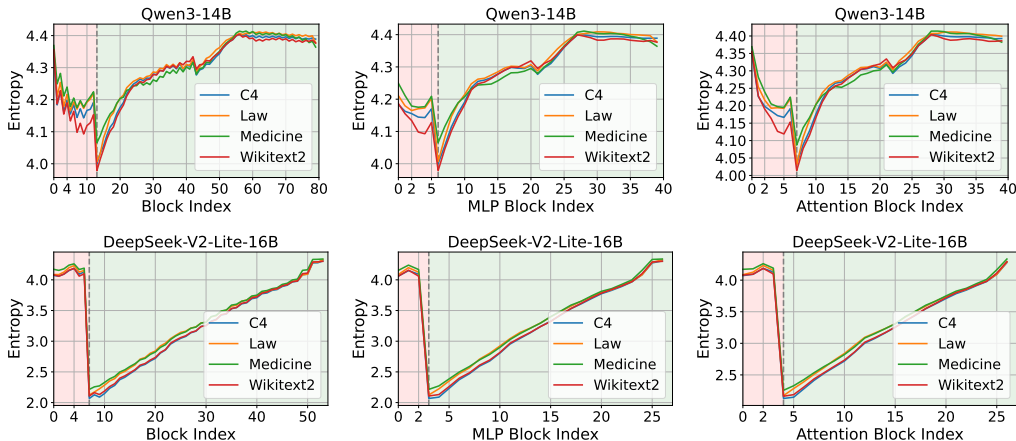 Qwen3-14B
Entropy
4.4
4.3
4.2
4.1
4.0
C4
Law
Medicine
Wikitext2
0 4 10 20 30 40 50 60 70 80
Block Index
Qwen3-14B
Entropy
4.4
4.3
4.2
4.1
4.0
C4
Law
Medicine
Wikitext2
0 2 5 10 15 20 25 30 35 40
MLP Block Index
Qwen3-14B
Entropy
4.40
4.35
4.30
4.25
4.20
4.15
4.10
4.05
4.00
C4
Law
Medicine
Wikitext2
0 2 5 10 15 20 25 30 35 40
Attention Block Index
DeepSeek-V2-Lite-16B
Entropy
4.0
3.5
3.0
2.5
2.0
C4
Law
Medicine
Wikitext2
0 4 10 20 30 40 50
Block Index
DeepSeek-V2-Lite-16B
Entropy
4.0
3.5
3.0
2.5
2.0
C4
Law
Medicine
Wikitext2
0 2 5 10 15 20 25
MLP Block Index
DeepSeek-V2-Lite-16B
Entropy
4.0
3.5
3.0
2.5
C4
Law
Medicine
Wikitext2
0 2 5 10 15 20 25
Attention Block Index